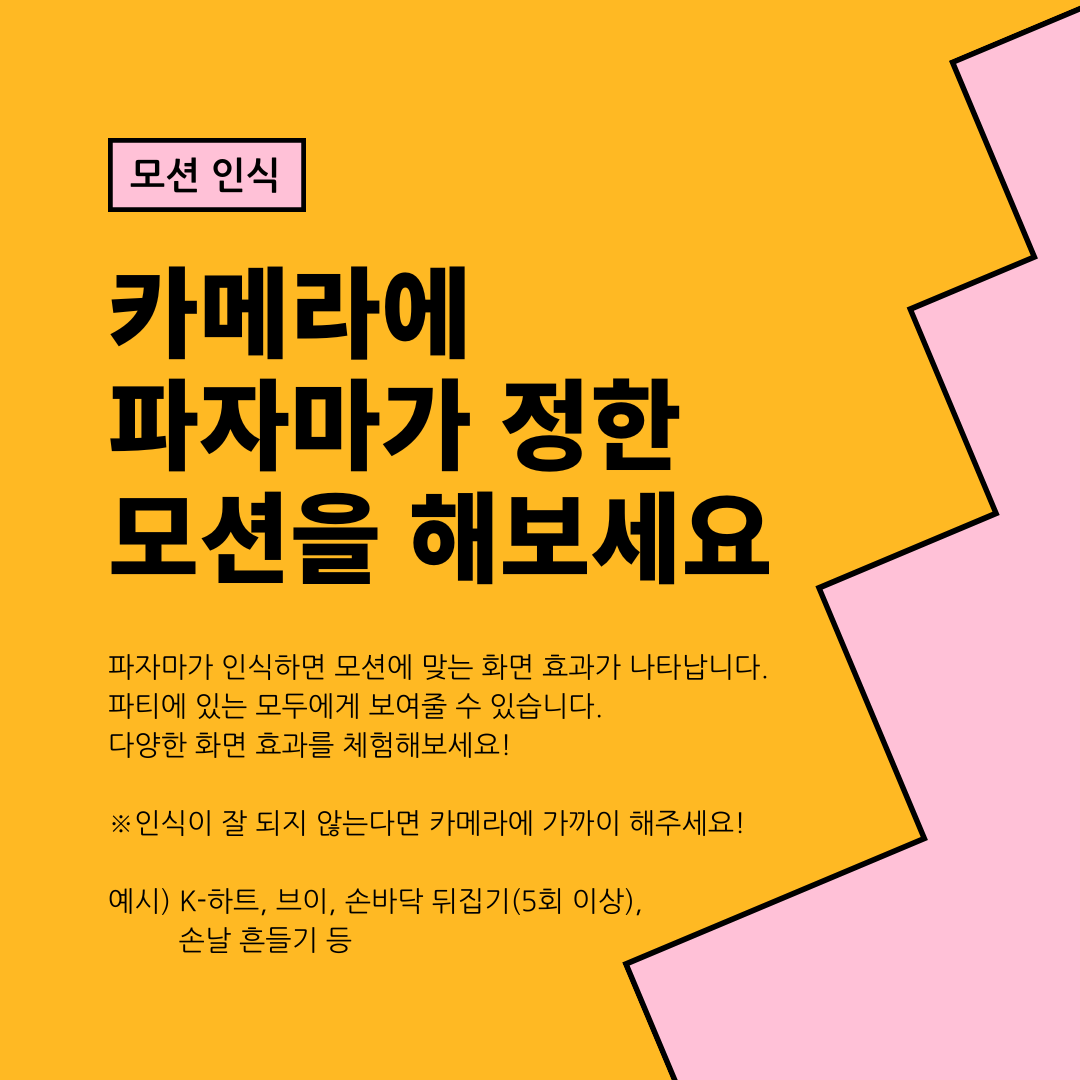 모션 인식
카메라에
파자마가 정한
모션을 해보세요
파자마가 인식하면 모션에 맞는 화면 효과가 나타납니다.
파티에 있는 모두에게 보여줄 수 있습니다.
다양한 화면 효과를 체험해보세요!
※인식이 잘 되지 않는다면 카메라에 가까이 해주세요!
예시) K-하트, 브이, 손바닥 뒤집기(5회 이상),
손날 흔들기 등